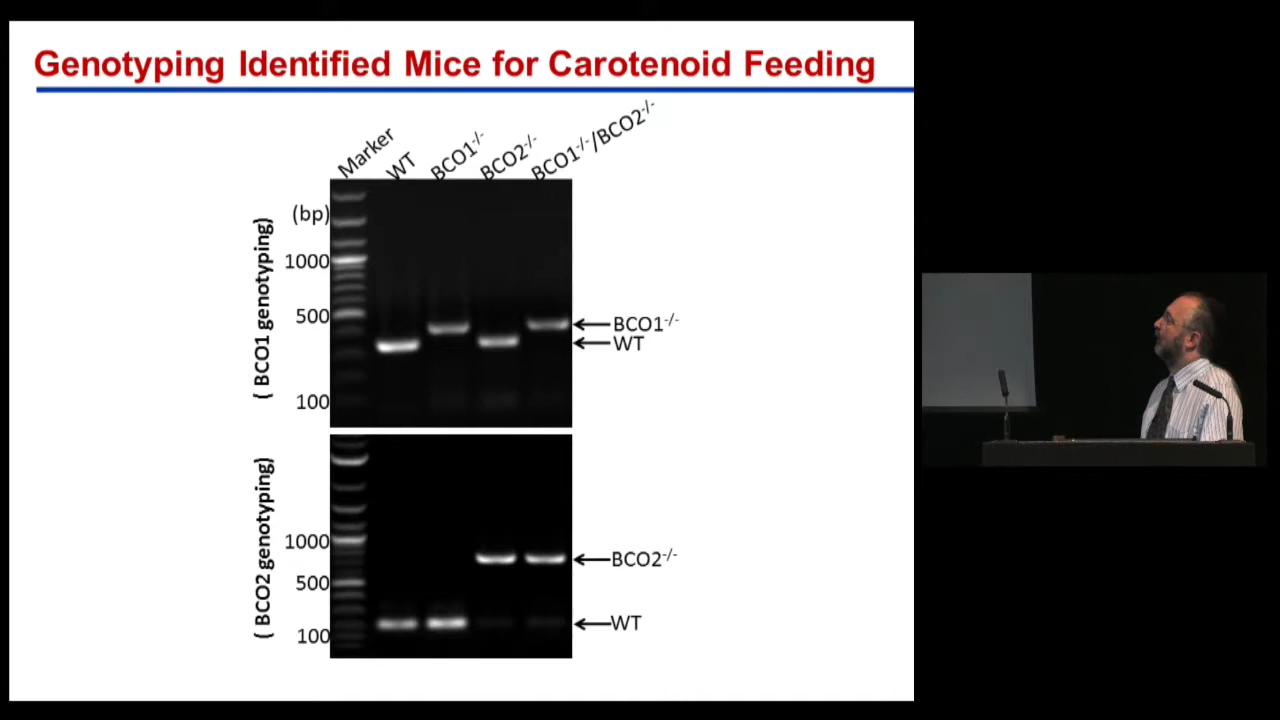 Genotyping Identified Mice for Carotenoid Feeding
Marker
WT
BCO1-/-
BCO2-/-
BCO1-/-/BCO2-/-
( BCO1 genotyping)
(bp)
1000
500
100
BCO1-/-
WT
( BCO2 genotyping)
1000
500
100
BCO2-/-
WT